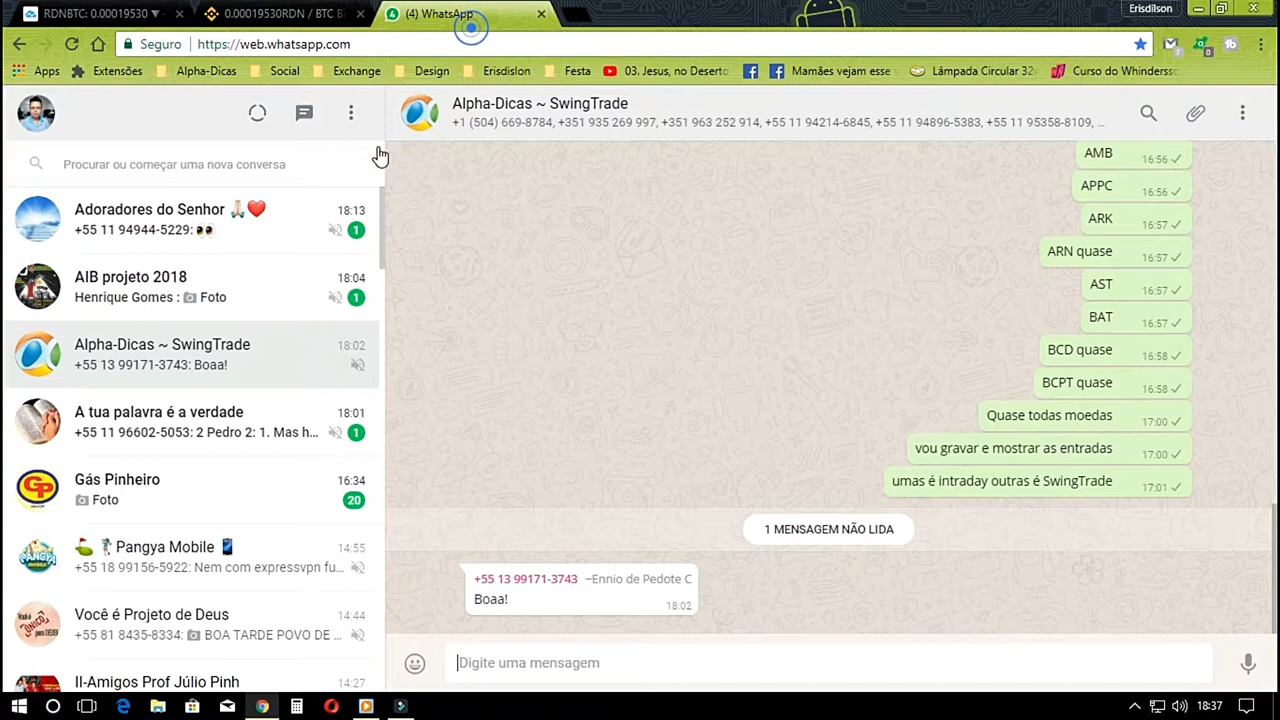 RDNBTC: 0.00019530
0.00019530RDN / BTC B
(4) WhatsApp
Erisdilson
Seguro
https://web.whatsapp.com
Apps
Extensões
Alpha-Dicas
Social
Exchange
Design
Erisdislon
Festa
03. Jesus, no Deserto
Mamães vejam esse
Lâmpada Circular 32
Curso do Whinders
Alpha-Dicas ~ SwingTrade
+1 (504) 669-8784, +351 935 269 997, +351 963 252 914, +55 11 94214-6845, +55 11 94896-5383, +55 11 95358-8109, ...
Procurar ou começar uma nova conversa
Adoradores do Senhor 🙏🏻❤️ 18:13
+55 11 94944-5229: 👀 1
AIB projeto 2018 18:04
Henrique Gomes : 📷 Foto 1
Alpha-Dicas ~ SwingTrade 18:02
+55 13 99171-3743: Boaa!
A tua palavra é a verdade 18:01
+55 11 96602-5053: 2 Pedro 2: 1. Mas h... 1
Gás Pinheiro 16:34
Foto 20
Pangya Mobile 14:55
+55 18 99156-5922: Nem com expressvpn fu...
Você é Projeto de Deus 14:44
+55 81 8435-8334: 📷 BOA TARDE POVO DE ...
II-Amigos Prof Júlio Pinh 14:27
AMB 16:56
APPC 16:56
ARK 16:57
ARN quase 16:57
AST 16:57
BAT 16:57
BCD quase 16:58
BCPT quase 16:58
Quase todas moedas 17:00
vou gravar e mostrar as entradas 17:00
umas é intraday outras é SwingTrade 17:01
1 MENSAGEM NÃO LIDA
+55 13 99171-3743 ~Ennio de Pedote C
Boaa! 18:02
Digite uma mensagem
18:37